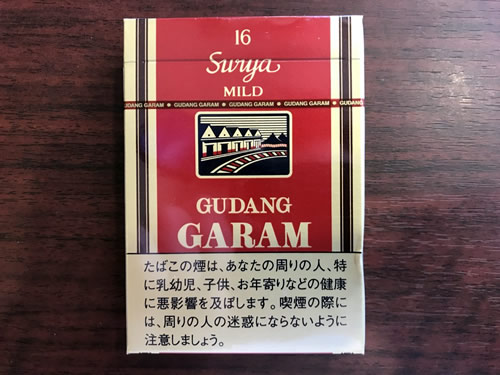 16
Surya
MILD
GUDANG GARAM ● GUDANG GARAM ● GUDANG GARAM ● GUDANG GARAM ● GUDANG
GUDANG
GARAM
たばこの煙は、あなたの周りの人、特
に乳幼児、子供、お年寄りなどの健康
に悪影響を及ぼします。喫煙の際に
は、周りの人の迷惑にならないように
注意しましょう。